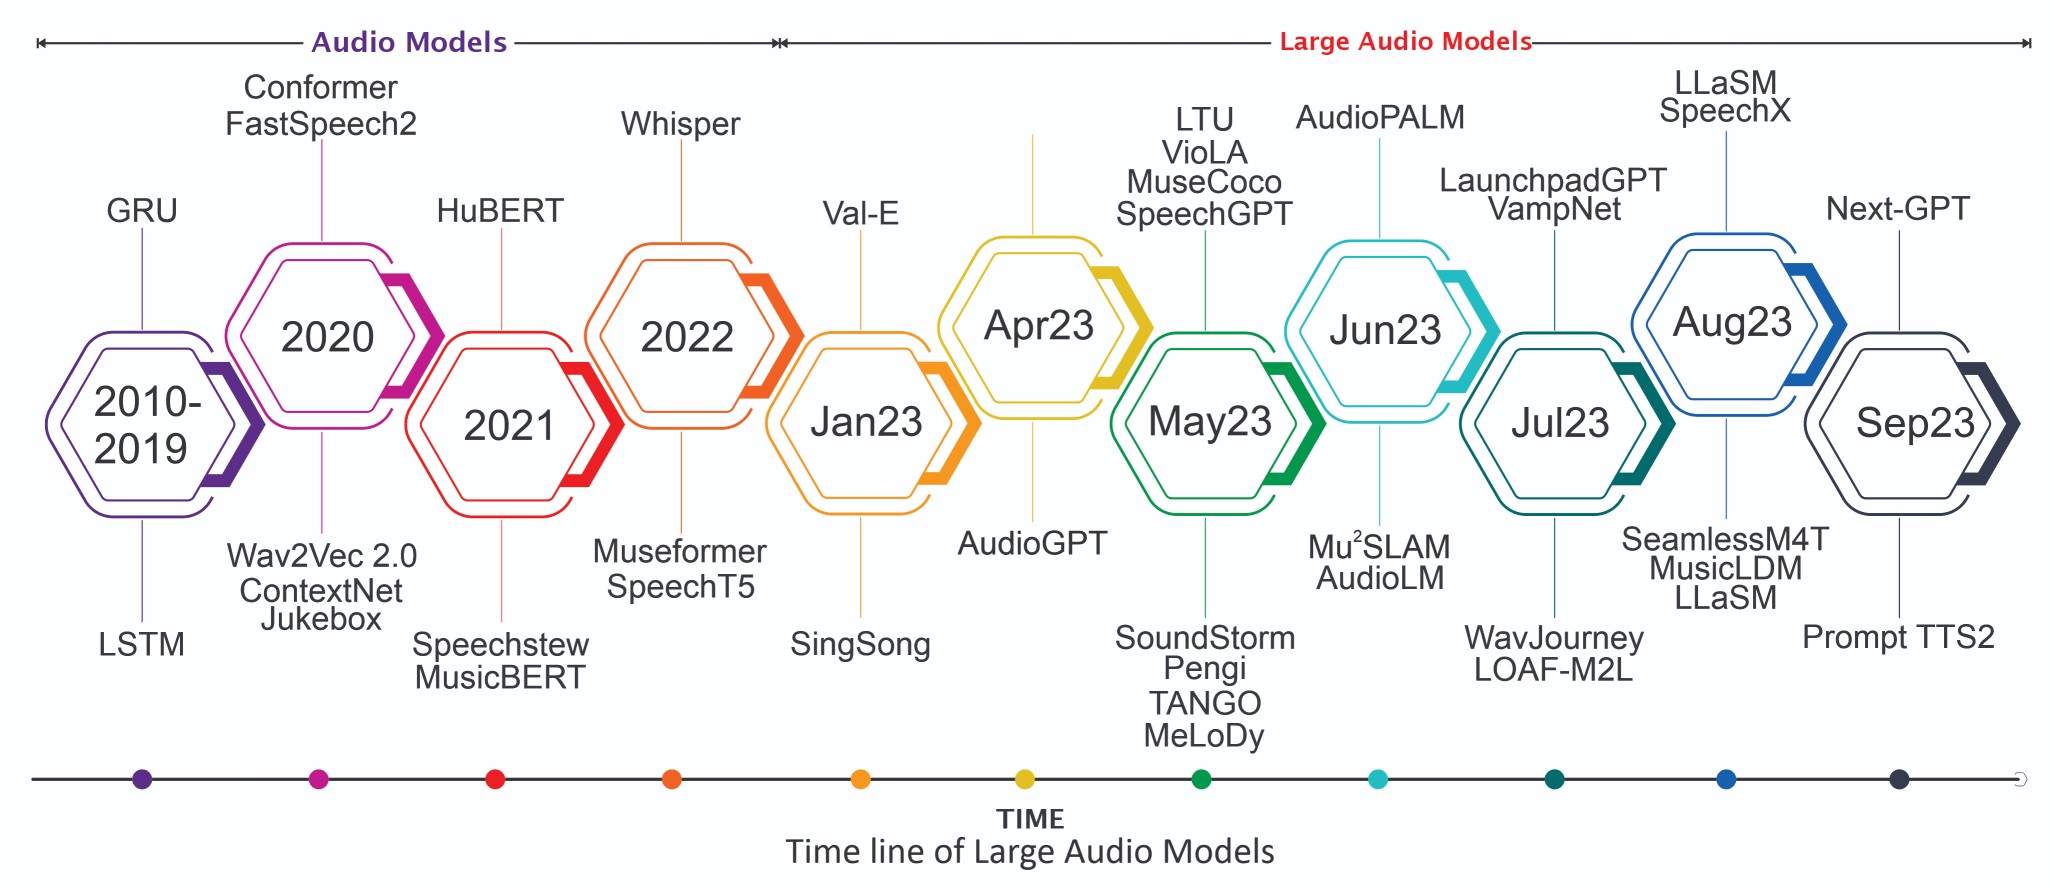 Audio Models
Large Audio Models
Conformer
FastSpeech2
Whisper
LTU
VioLA
MuseCoco
SpeechGPT
AudioPALM
LLaSM
SpeechX
GRU
HuBERT
Val-E
LaunchpadGPT
VampNet
Next-GPT
2010-
2019
2020
2021
2022
Jan23
Apr23
May23
Jun23
Jul23
Aug23
Sep23
LSTM
Wav2Vec 2.0
ContextNet
Jukebox
Speechstew
MusicBERT
Museformer
SpeechT5
SingSong
AudioGPT
SoundStorm
Pengi
TANGO
MeLoDy
Mu²SLAM
AudioLM
WavJourney
LOAF-M2L
SeamlessM4T
MusicLDM
LLaSM
Prompt TTS2
TIME
Time line of Large Audio Models